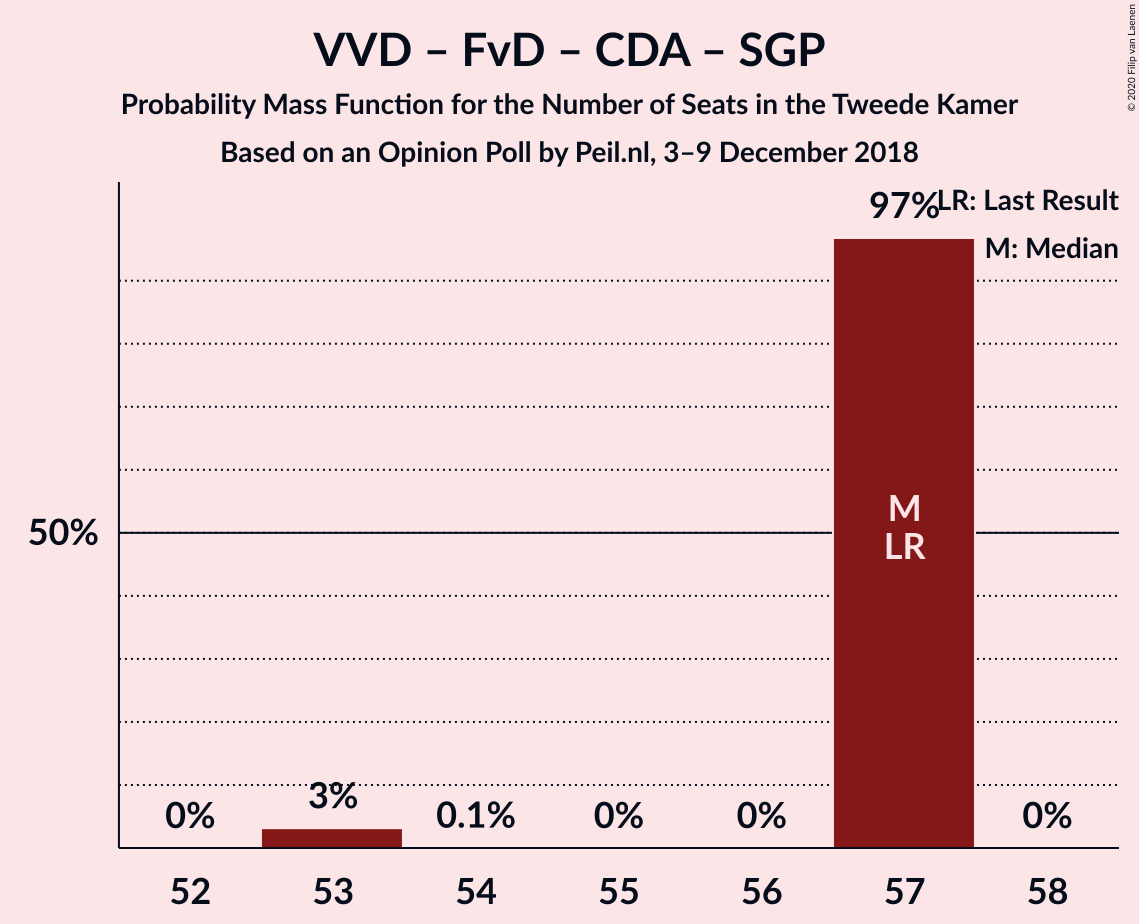 VVD – FvD – CDA – SGP
Probability Mass Function for the Number of Seats in the Tweede Kamer
Based on an Opinion Poll by Peil.nl, 3–9 December 2018
© 2020 Filip van Laenen
LR: Last Result
M: Median
97%
50%
M
LR
0%
3%
0.1%
0%
0%
0%
52
53
54
55
56
57
58